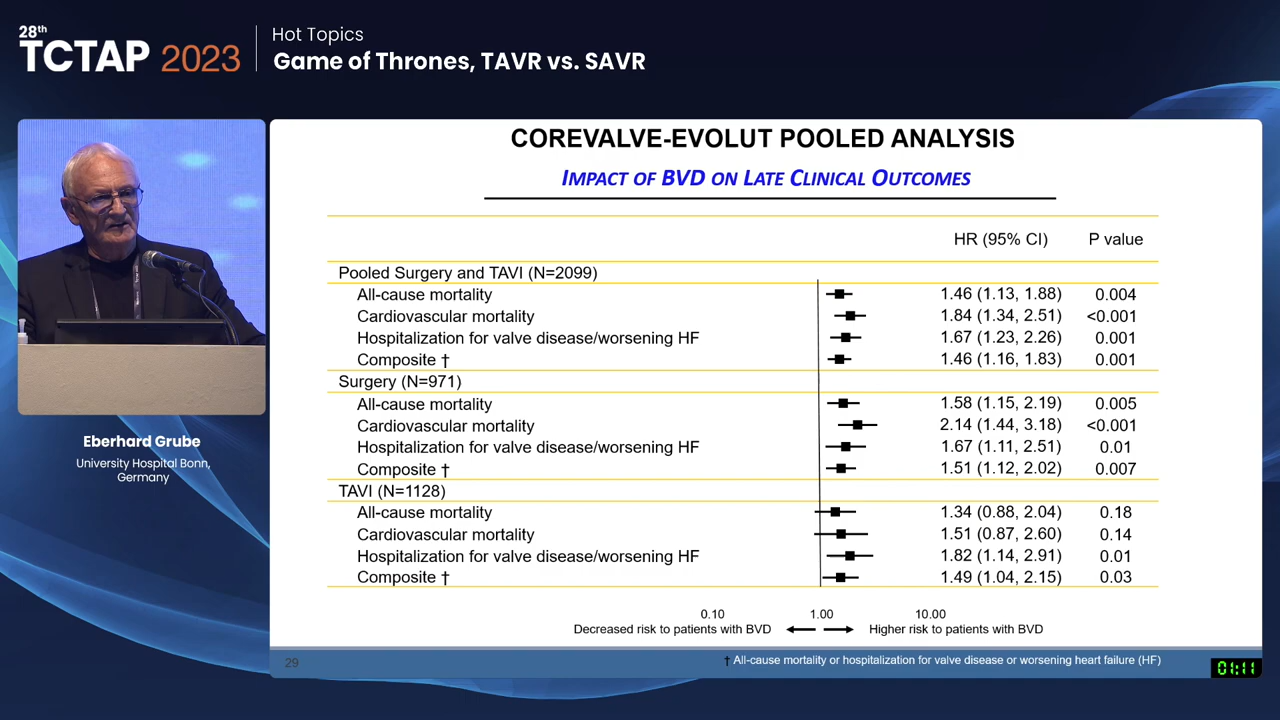 28th
TCTAP 2023
Hot Topics
Game of Thrones, TAVR vs. SAVR
COREVALVE-EVOLUT POOLED ANALYSIS
IMPACT OF BVD ON LATE CLINICAL OUTCOMES
HR (95% CI) P value
Pooled Surgery and TAVI (N=2099)
All-cause mortality 1.46 (1.13, 1.88) 0.004
Cardiovascular mortality 1.84 (1.34, 2.51) <0.001
Hospitalization for valve disease/worsening HF 1.67 (1.23, 2.26) 0.001
Composite † 1.46 (1.16, 1.83) 0.001
Surgery (N=971)
All-cause mortality 1.58 (1.15, 2.19) 0.005
Cardiovascular mortality 2.14 (1.44, 3.18) <0.001
Hospitalization for valve disease/worsening HF 1.67 (1.11, 2.51) 0.01
Composite † 1.51 (1.12, 2.02) 0.007
TAVI (N=1128)
All-cause mortality 1.34 (0.88, 2.04) 0.18
Cardiovascular mortality 1.51 (0.87, 2.60) 0.14
Hospitalization for valve disease/worsening HF 1.82 (1.14, 2.91) 0.01
Composite † 1.49 (1.04, 2.15) 0.03
0.10 1.00 10.00
Decreased risk to patients with BVD Higher risk to patients with BVD
29
† All-cause mortality or hospitalization for valve disease or worsening heart failure (HF)
01:11
Eberhard Grube
University Hospital Bonn,
Germany